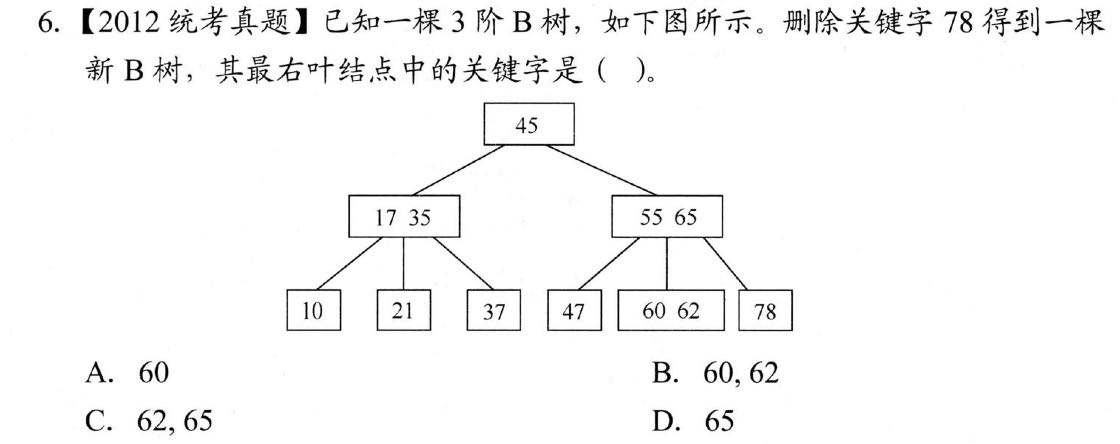 6.【2012 统考真题】已知一棵 3 阶 B 树，如下图所示。删除关键字 78 得到一棵
新 B 树，其最右叶结点中的关键字是（ ）。
45
17 35 55 65
10 21 37 47 60 62 78
A. 60 B. 60, 62
C. 62, 65 D. 65